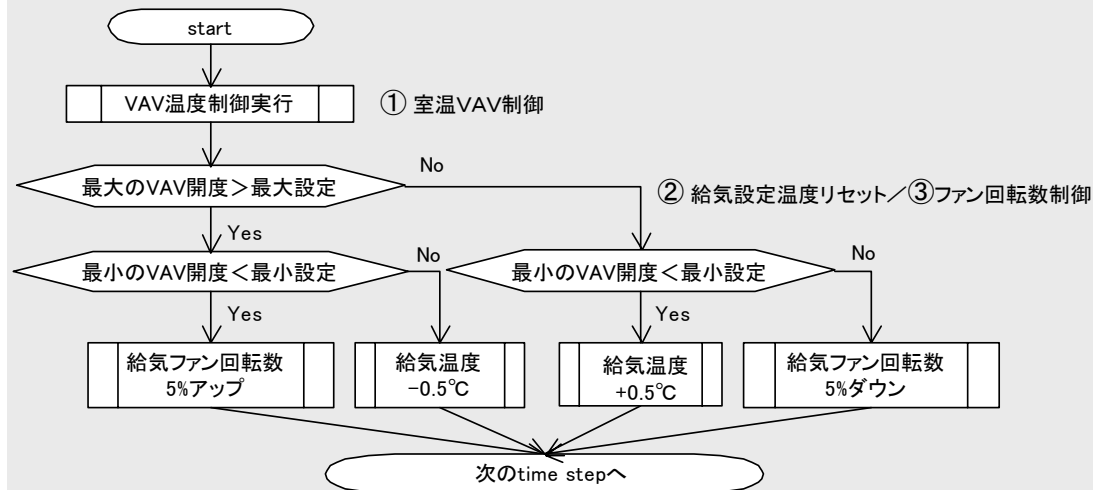 start
VAV温度制御実行
① 室温VAV制御
最大のVAV開度＞最大設定
No
② 給気設定温度リセット／③ファン回転数制御
Yes
最小のVAV開度＜最小設定
No
最小のVAV開度＜最小設定
No
Yes
Yes
給気ファン回転数
5%アップ
給気温度
−0.5℃
給気温度
+0.5℃
給気ファン回転数
5%ダウン
次のtime stepへ